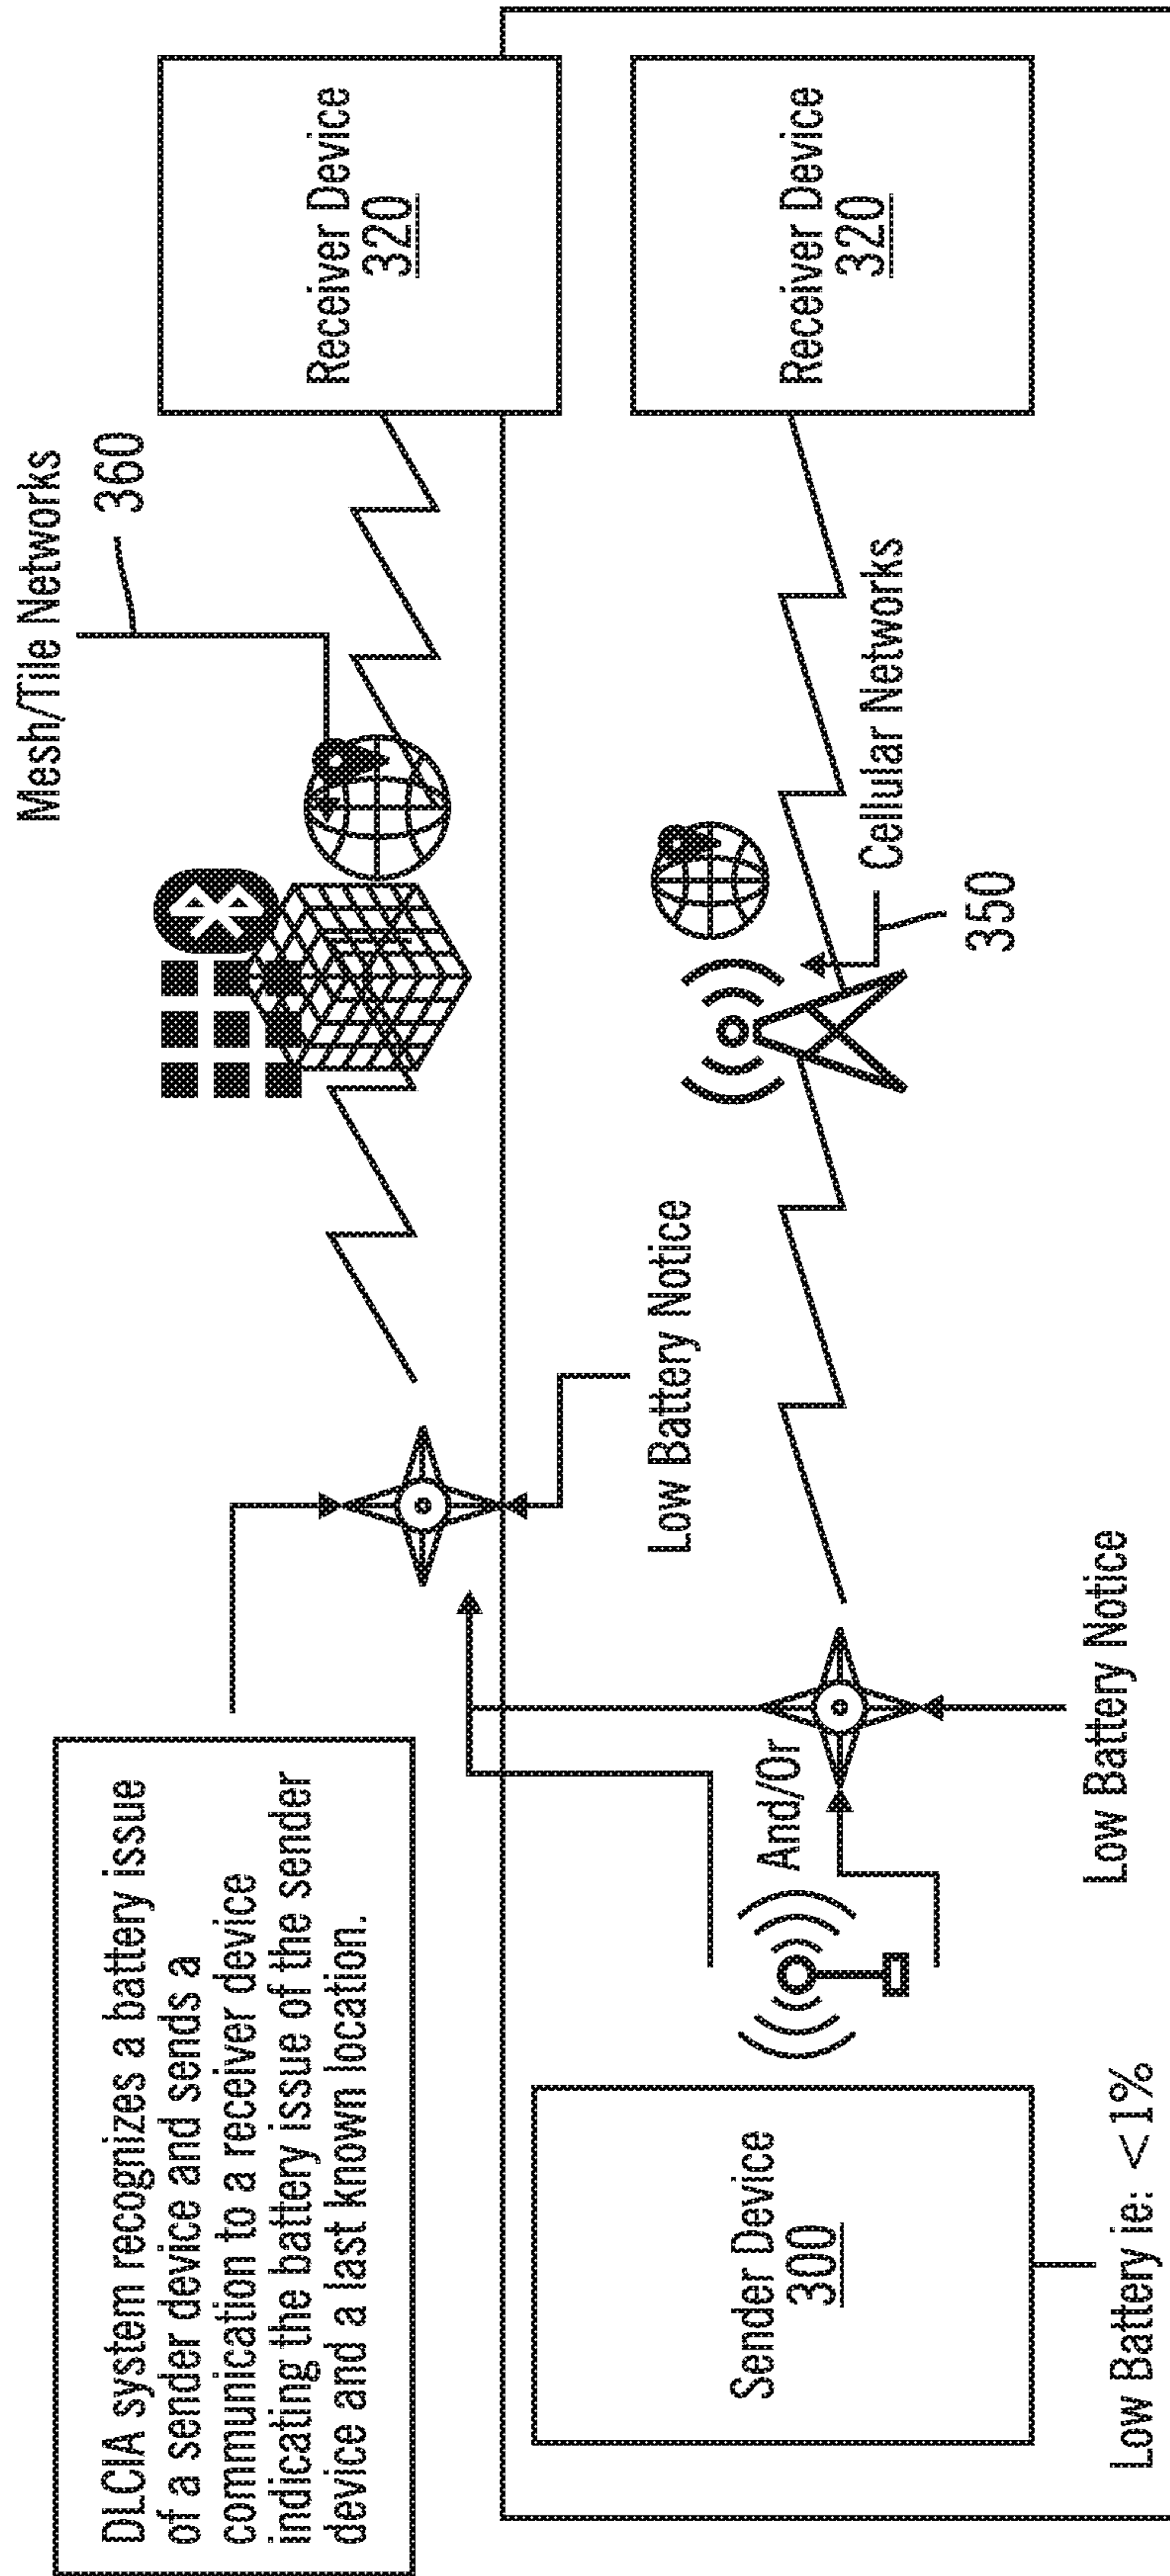 DLCIA system recognizes a battery issue
of a sender device and sends a
communication to a receiver device
indicating the battery issue of the sender
device and a last known location.
Mesh/Tile Networks
360
Receiver Device
320
Low Battery Notice
Sender Device
300
And/Or
Cellular Networks
350
Receiver Device
320
Low Battery Notice
Low Battery ie: <1%